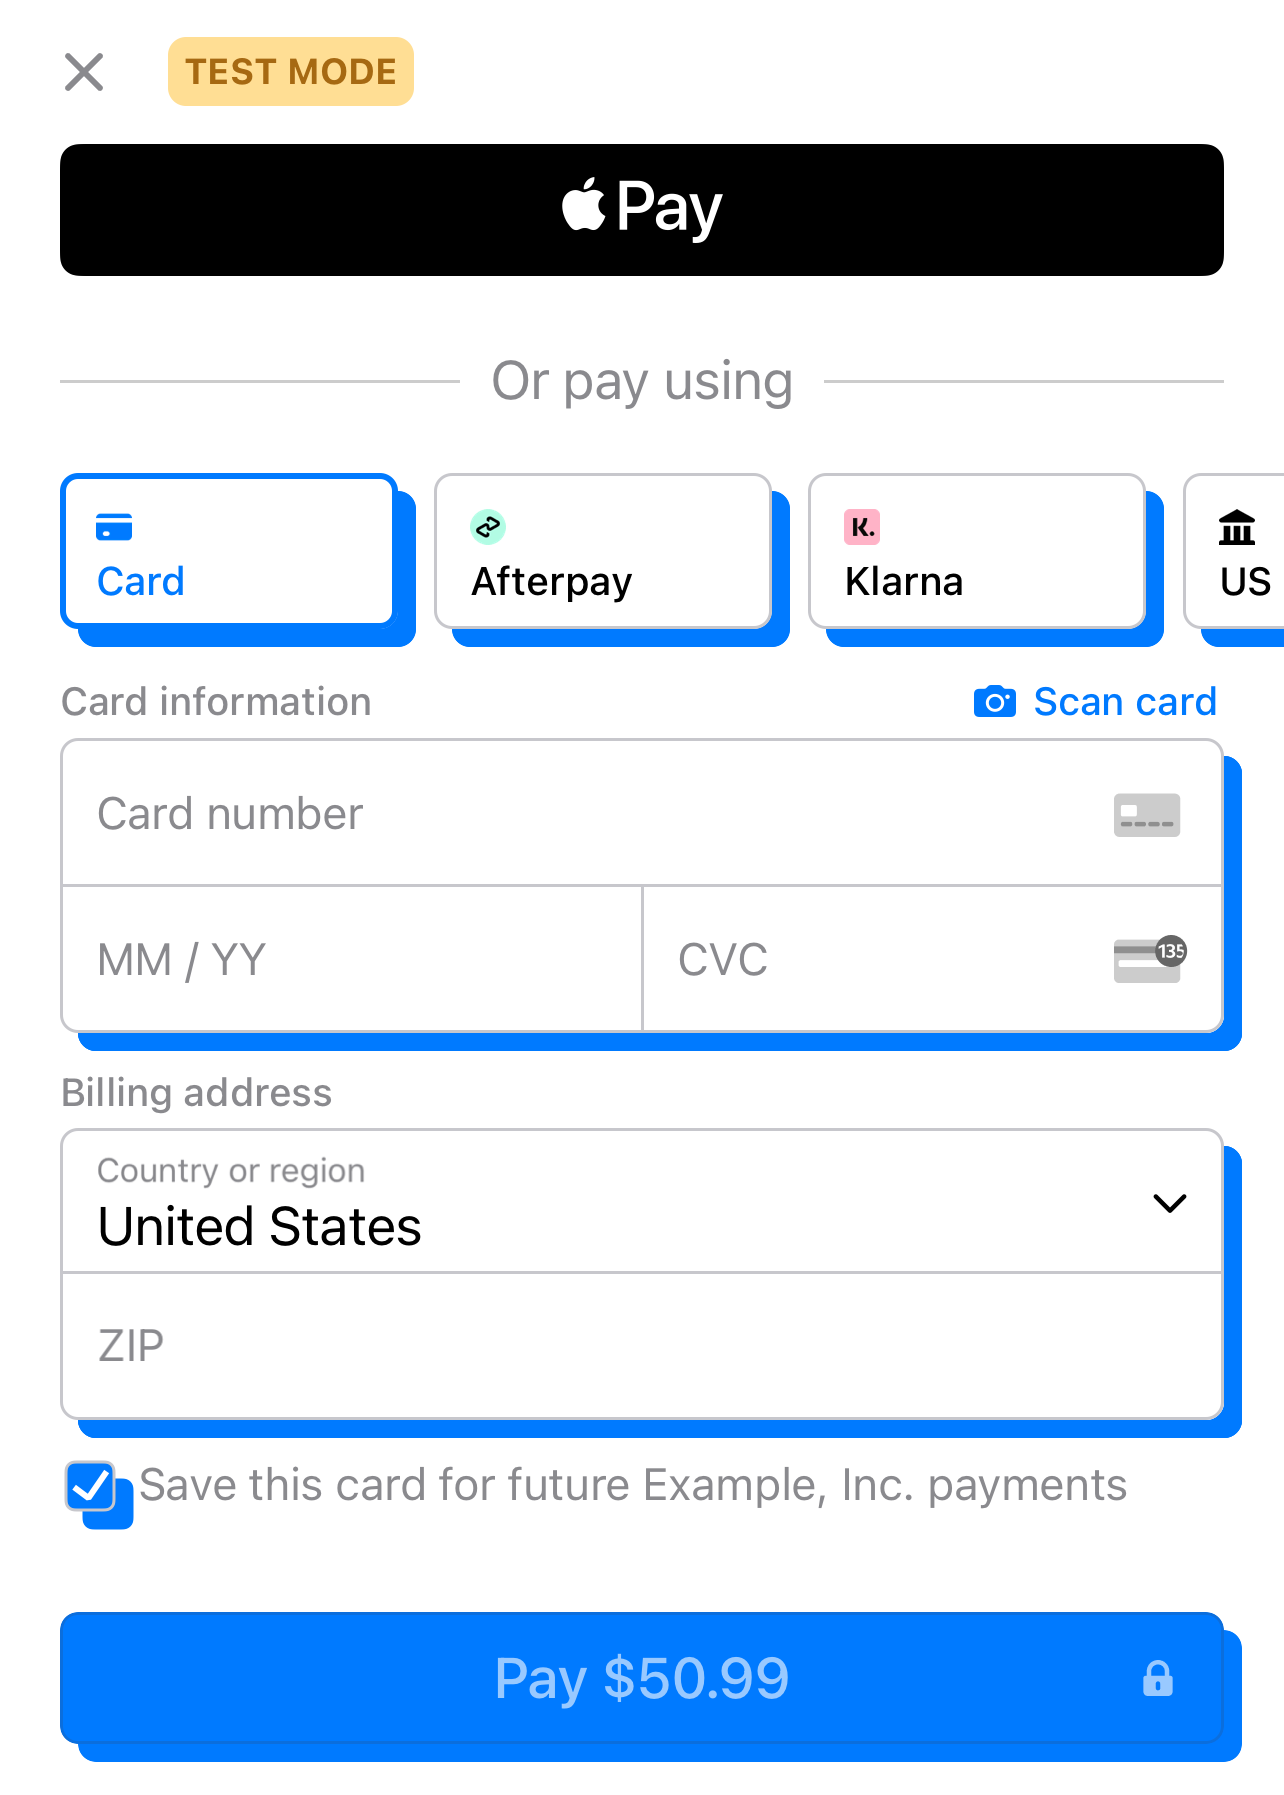 TEST MODE
Pay
Or pay using
Card
Afterpay
K.
Klarna
US
Card information
Scan card
Card number
MM / YY
CVC
135
Billing address
Country or region
United States
ZIP
Save this card for future Example, Inc. payments
Pay $50.99